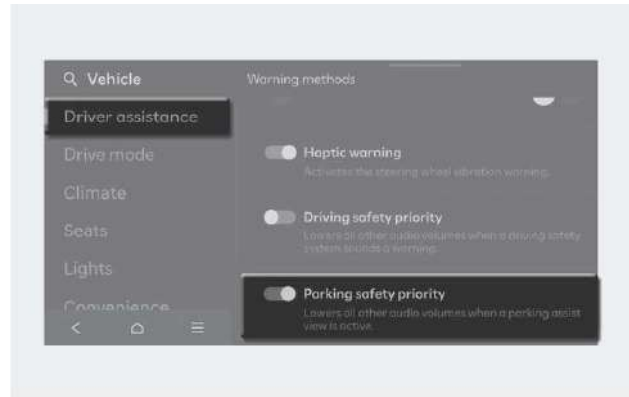 Vehicle
Warning methods
Driver assistance
Drive mode
Climate
Seats
Lights
Convenience
Haptic warning
Activates the steering wheel vibration warning.
Driving safety priority
Lowers all other audio volumes when a driving safety
system sounds a warning.
Parking safety priority
Lowers all other audio volumes when a parking assist
view is active.